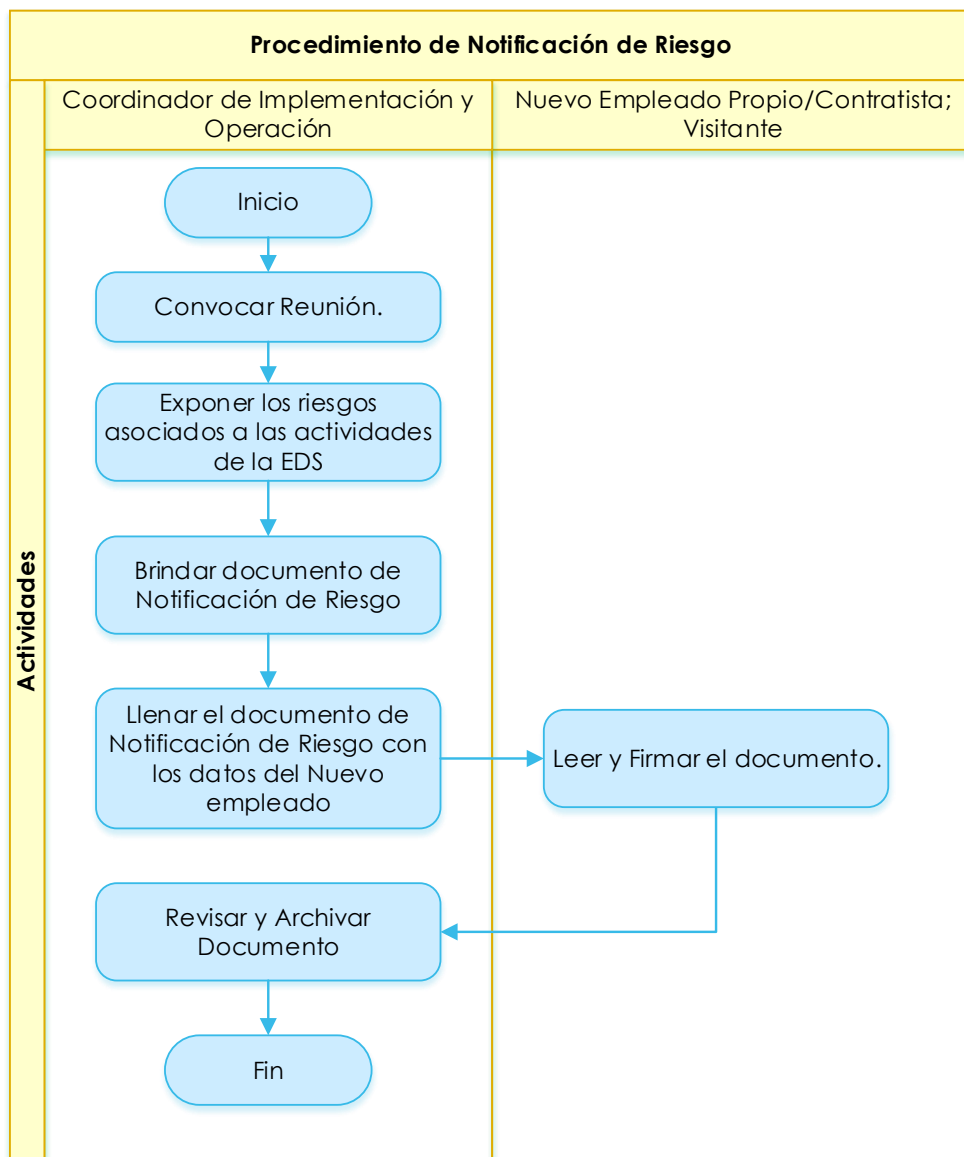 Procedimiento de Notificación de Riesgo
Coordinador de Implementación y
Operación
Nuevo Empleado Propio/Contratista;
Visitante
Actividades
Inicio
Convocar Reunión.
Exponer los riesgos
asociados a las actividades
de la EDS
Brindar documento de
Notificación de Riesgo
Llenar el documento de
Notificación de Riesgo con
los datos del Nuevo
empleado
Leer y Firmar el documento.
Revisar y Archivar
Documento
Fin